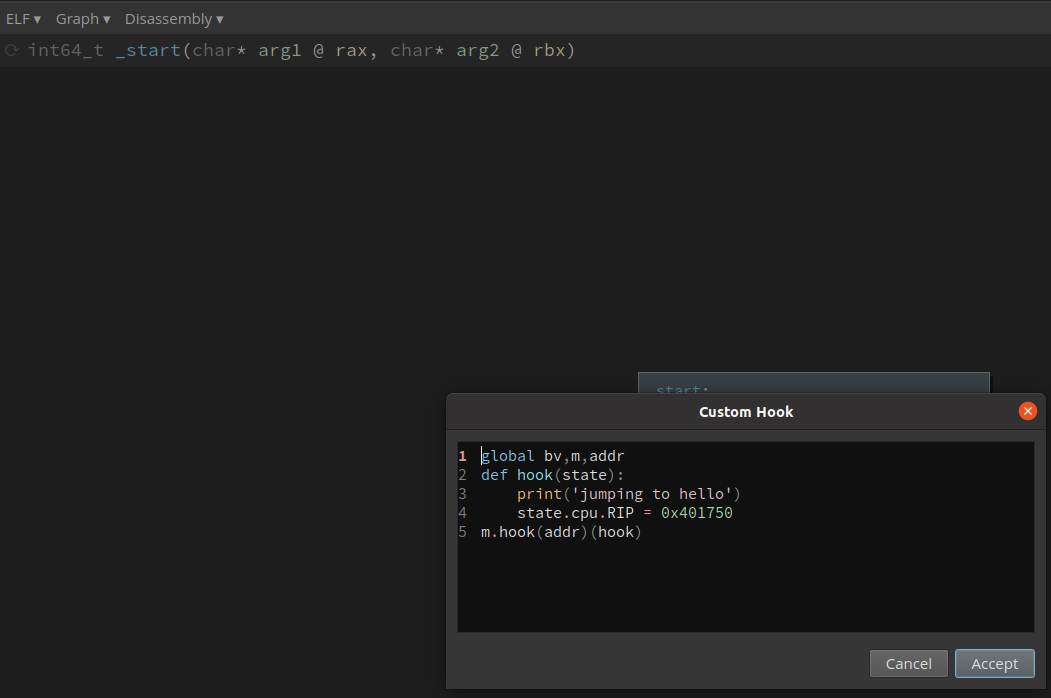 ELF ▾ Graph ▾ Disassembly ▾
int64_t _start(char* arg1 @ rax, char* arg2 @ rbx)
_start:
Custom Hook
1 global bv,m,addr
2 def hook(state):
3     print('jumping to hello')
4     state.cpu.RIP = 0x401750
5 m.hook(addr)(hook)
Cancel Accept